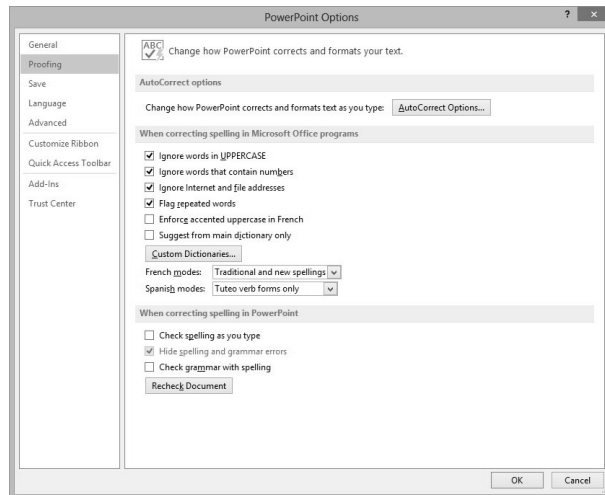 PowerPoint Options
?
×
General
Proofing
Save
Language
Advanced
Customize Ribbon
Quick Access Toolbar
Add-Ins
Trust Center
ABC
Change how PowerPoint corrects and formats your text.
AutoCorrect options
Change how PowerPoint corrects and formats text as you type: AutoCorrect Options...
When correcting spelling in Microsoft Office programs
Ignore words in UPPERCASE
Ignore words that contain numbers
Ignore Internet and file addresses
Flag repeated words
Enforce accented uppercase in French
Suggest from main dictionary only
Custom Dictionaries...
French modes: Traditional and new spellings
Spanish modes: Tuteo verb forms only
When correcting spelling in PowerPoint
Check spelling as you type
Hide spelling and grammar errors
Check grammar with spelling
Recheck Document
OK Cancel